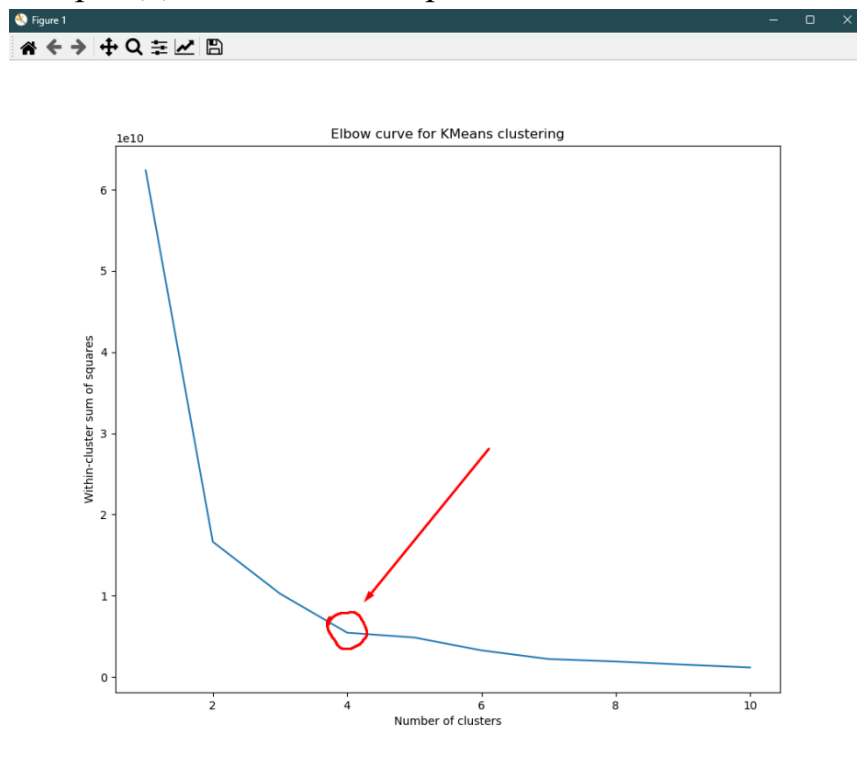 Figure 1
Elbow curve for KMeans clustering
1e10
6
5
4
3
2
1
0
Within-cluster sum of squares
2 4 6 8 10
Number of clusters